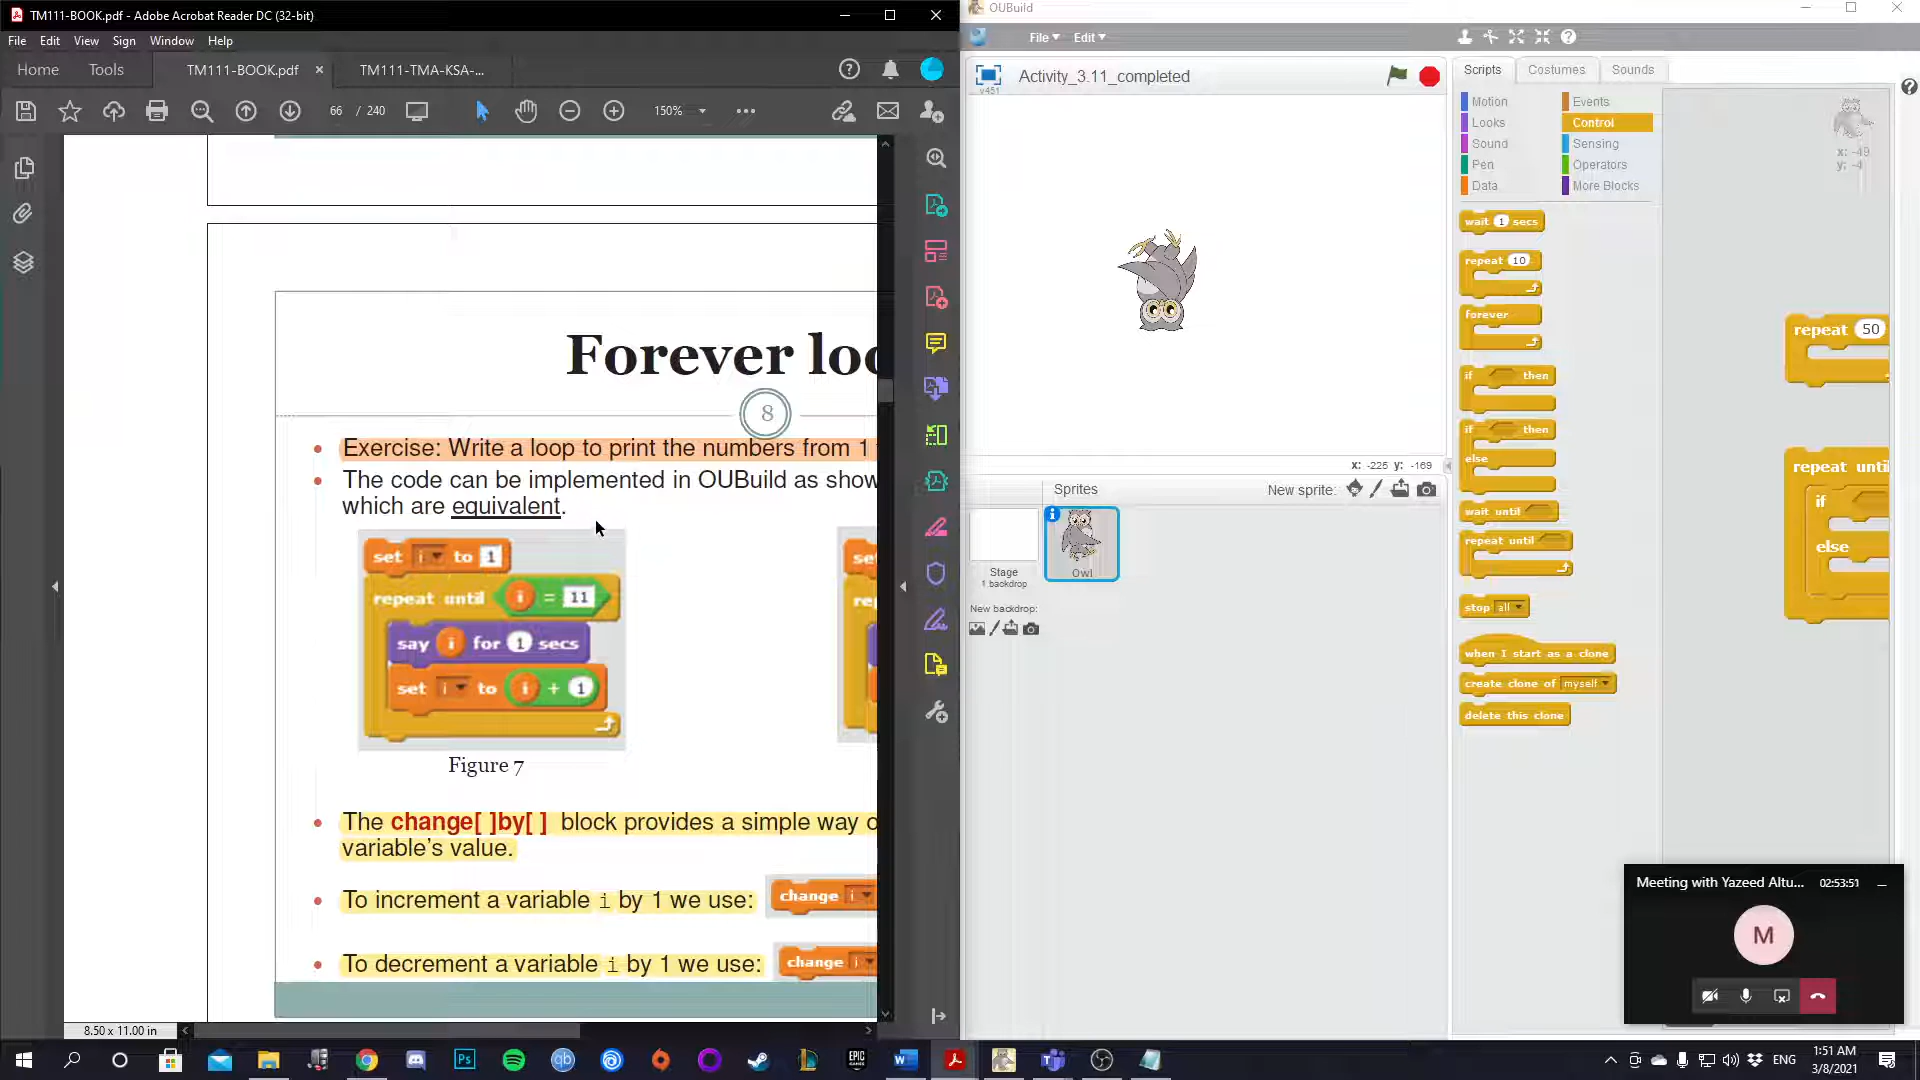 TM111-BOOK.pdf - Adobe Acrobat Reader DC (32-bit)
File Edit View Sign Window Help
Home Tools TM111-BOOK.pdf × TM111-TMA-KSA-...
66 / 240 150%
Forever loo
8
Exercise: Write a loop to print the numbers from 1
The code can be implemented in OUBuild as show
which are equivalent.
set i to 1
repeat until i = 11
say i for 1 secs
set i to i + 1
Figure 7
The change[ ]by[ ] block provides a simple way o
variable's value.
To increment a variable i by 1 we use: change i
To decrement a variable i by 1 we use: change i
8.50 x 11.00 in
OUBuild
File Edit
Activity_3.11_completed
v451
x: -225 y: -169
Sprites New sprite:
Stage
1 backdrop
New backdrop:
Owl
Scripts Costumes Sounds
Motion Events
Looks Control
Sound Sensing
Pen Operators
Data More Blocks
wait 1 secs
repeat 10
forever
if then
if then
else
wait until
repeat until
stop all
when I start as a clone
create clone of myself
delete this clone
x: -49
y: -4
repeat 50
repeat until
if
else
Meeting with Yazeed Altu... 02:53:51
M
Ps
qb
EPIC
GAMES
ENG
1:51 AM
3/8/2021